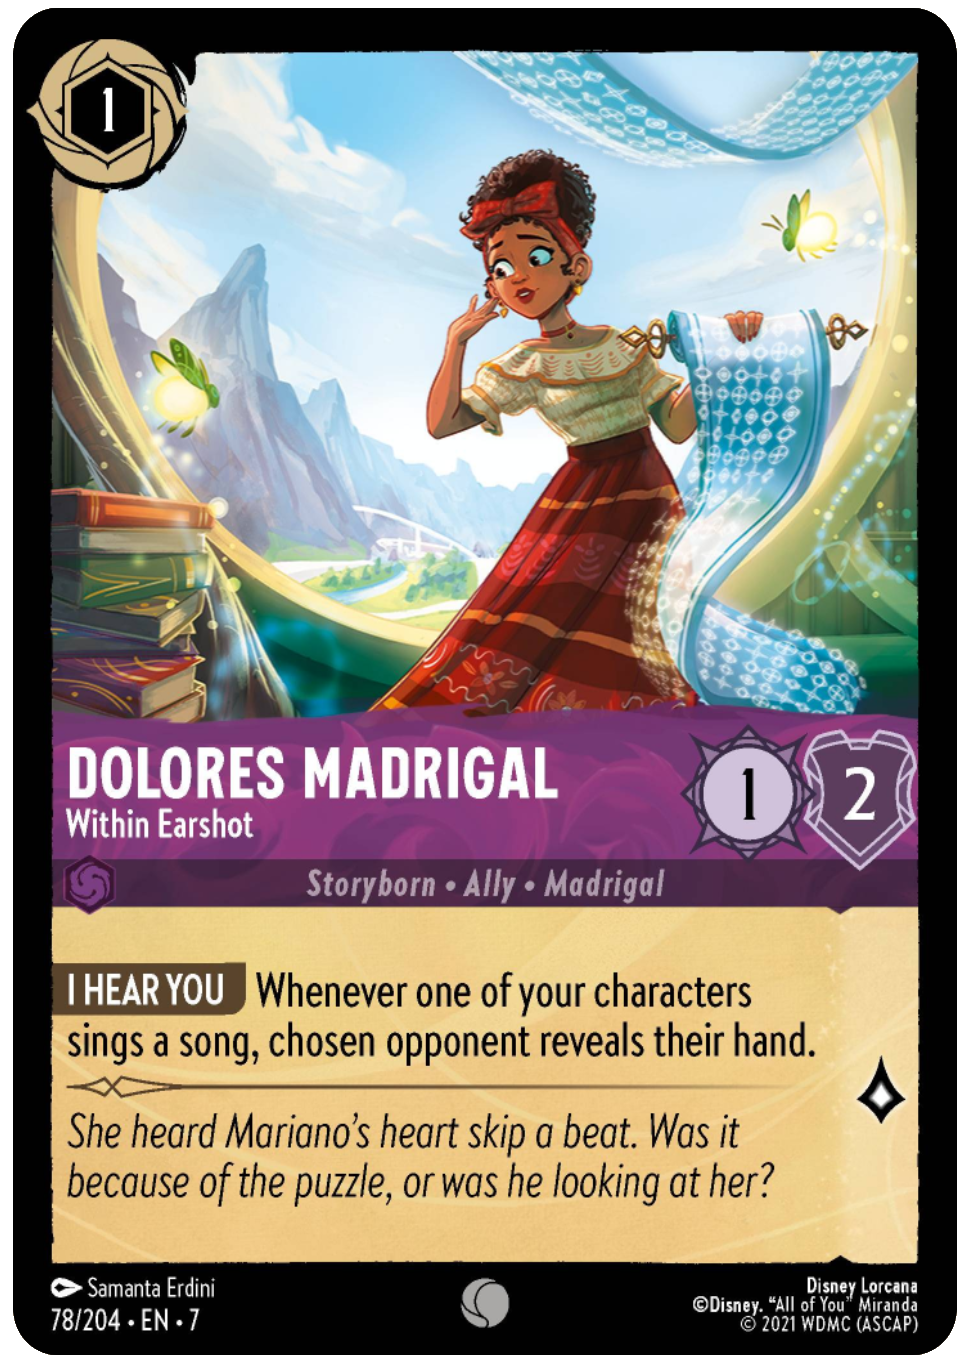 1
DOLORES MADRIGAL
Within Earshot
1 2
Storyborn • Ally • Madrigal
I HEAR YOU Whenever one of your characters
sings a song, chosen opponent reveals their hand.
She heard Mariano's heart skip a beat. Was it
because of the puzzle, or was he looking at her?
Samanta Erdini
78/204 • EN • 7
Disney Lorcana
©Disney. "All of You" Miranda
© 2021 WDMC (ASCAP)